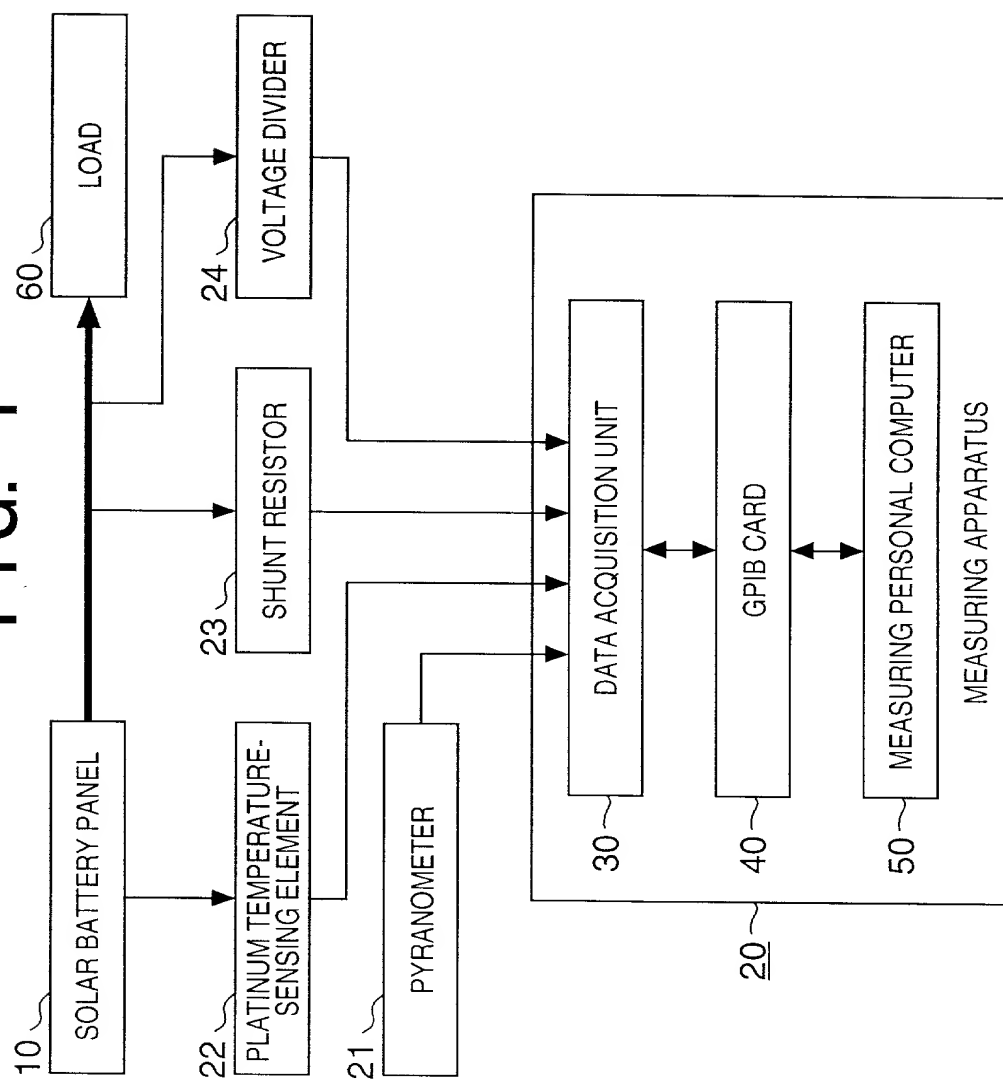 FIG. 1
10
SOLAR BATTERY PANEL
60
LOAD
22
PLATINUM TEMPERATURE-
SENSING ELEMENT
23
SHUNT RESISTOR
24
VOLTAGE DIVIDER
21
PYRANOMETER
20
30
DATA ACQUISITION UNIT
40
GPIB CARD
50
MEASURING PERSONAL COMPUTER
MEASURING APPARATUS